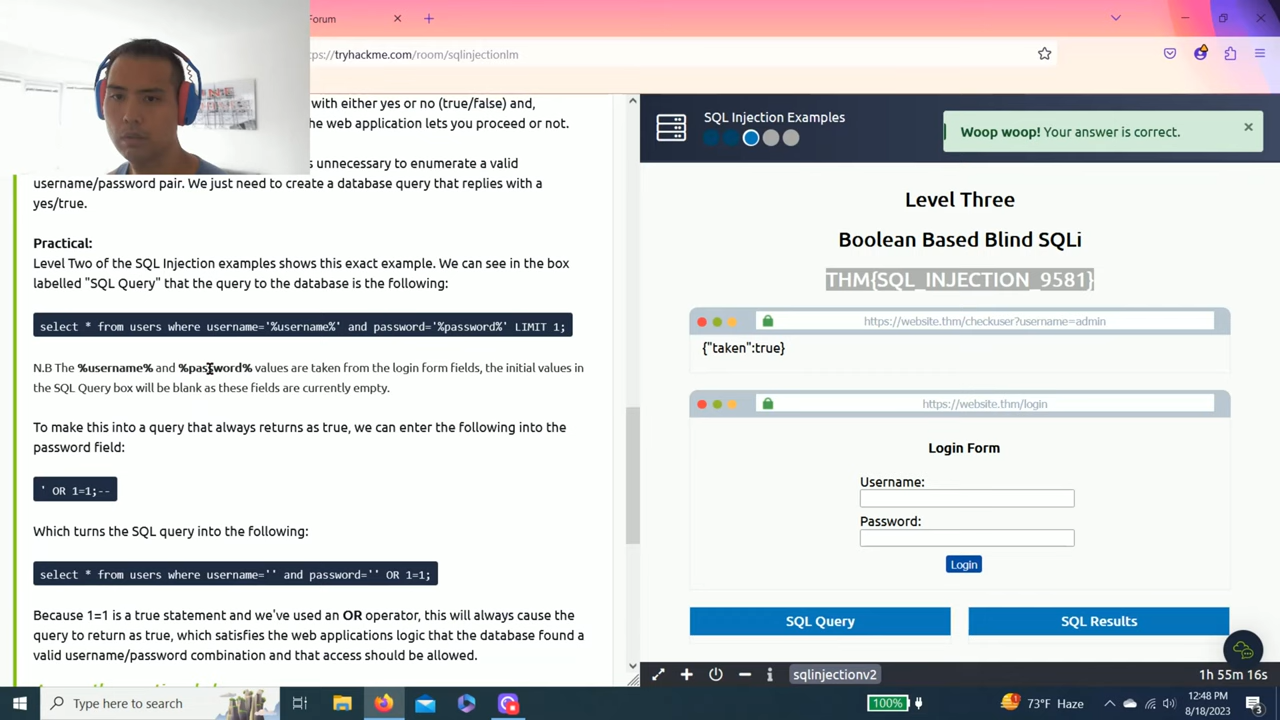 Forum
tps://tryhackme.com/room/sqlinjectionlm
with either yes or no (true/false) and,
he web application lets you proceed or not.
s unnecessary to enumerate a valid
username/password pair. We just need to create a database query that replies with a
yes/true.
Practical:
Level Two of the SQL Injection examples shows this exact example. We can see in the box
labelled "SQL Query" that the query to the database is the following:
select * from users where username='%username%' and password='%password%' LIMIT 1;
N.B The %username% and %password% values are taken from the login form fields, the initial values in
the SQL Query box will be blank as these fields are currently empty.
To make this into a query that always returns as true, we can enter the following into the
password field:
' OR 1=1;--
Which turns the SQL query into the following:
select * from users where username='' and password='' OR 1=1;
Because 1=1 is a true statement and we've used an OR operator, this will always cause the
query to return as true, which satisfies the web applications logic that the database found a
valid username/password combination and that access should be allowed.
SQL Injection Examples
Woop woop! Your answer is correct.
Level Three
Boolean Based Blind SQLi
THM{SQL_INJECTION_9581}
https://website.thm/checkuser?username=admin
{"taken":true}
https://website.thm/login
Login Form
Username:
Password:
Login
SQL Query
SQL Results
sqlinjectionv2
1h 55m 16s
Type here to search
100%
73°F Haze
12:48 PM
8/18/2023
3